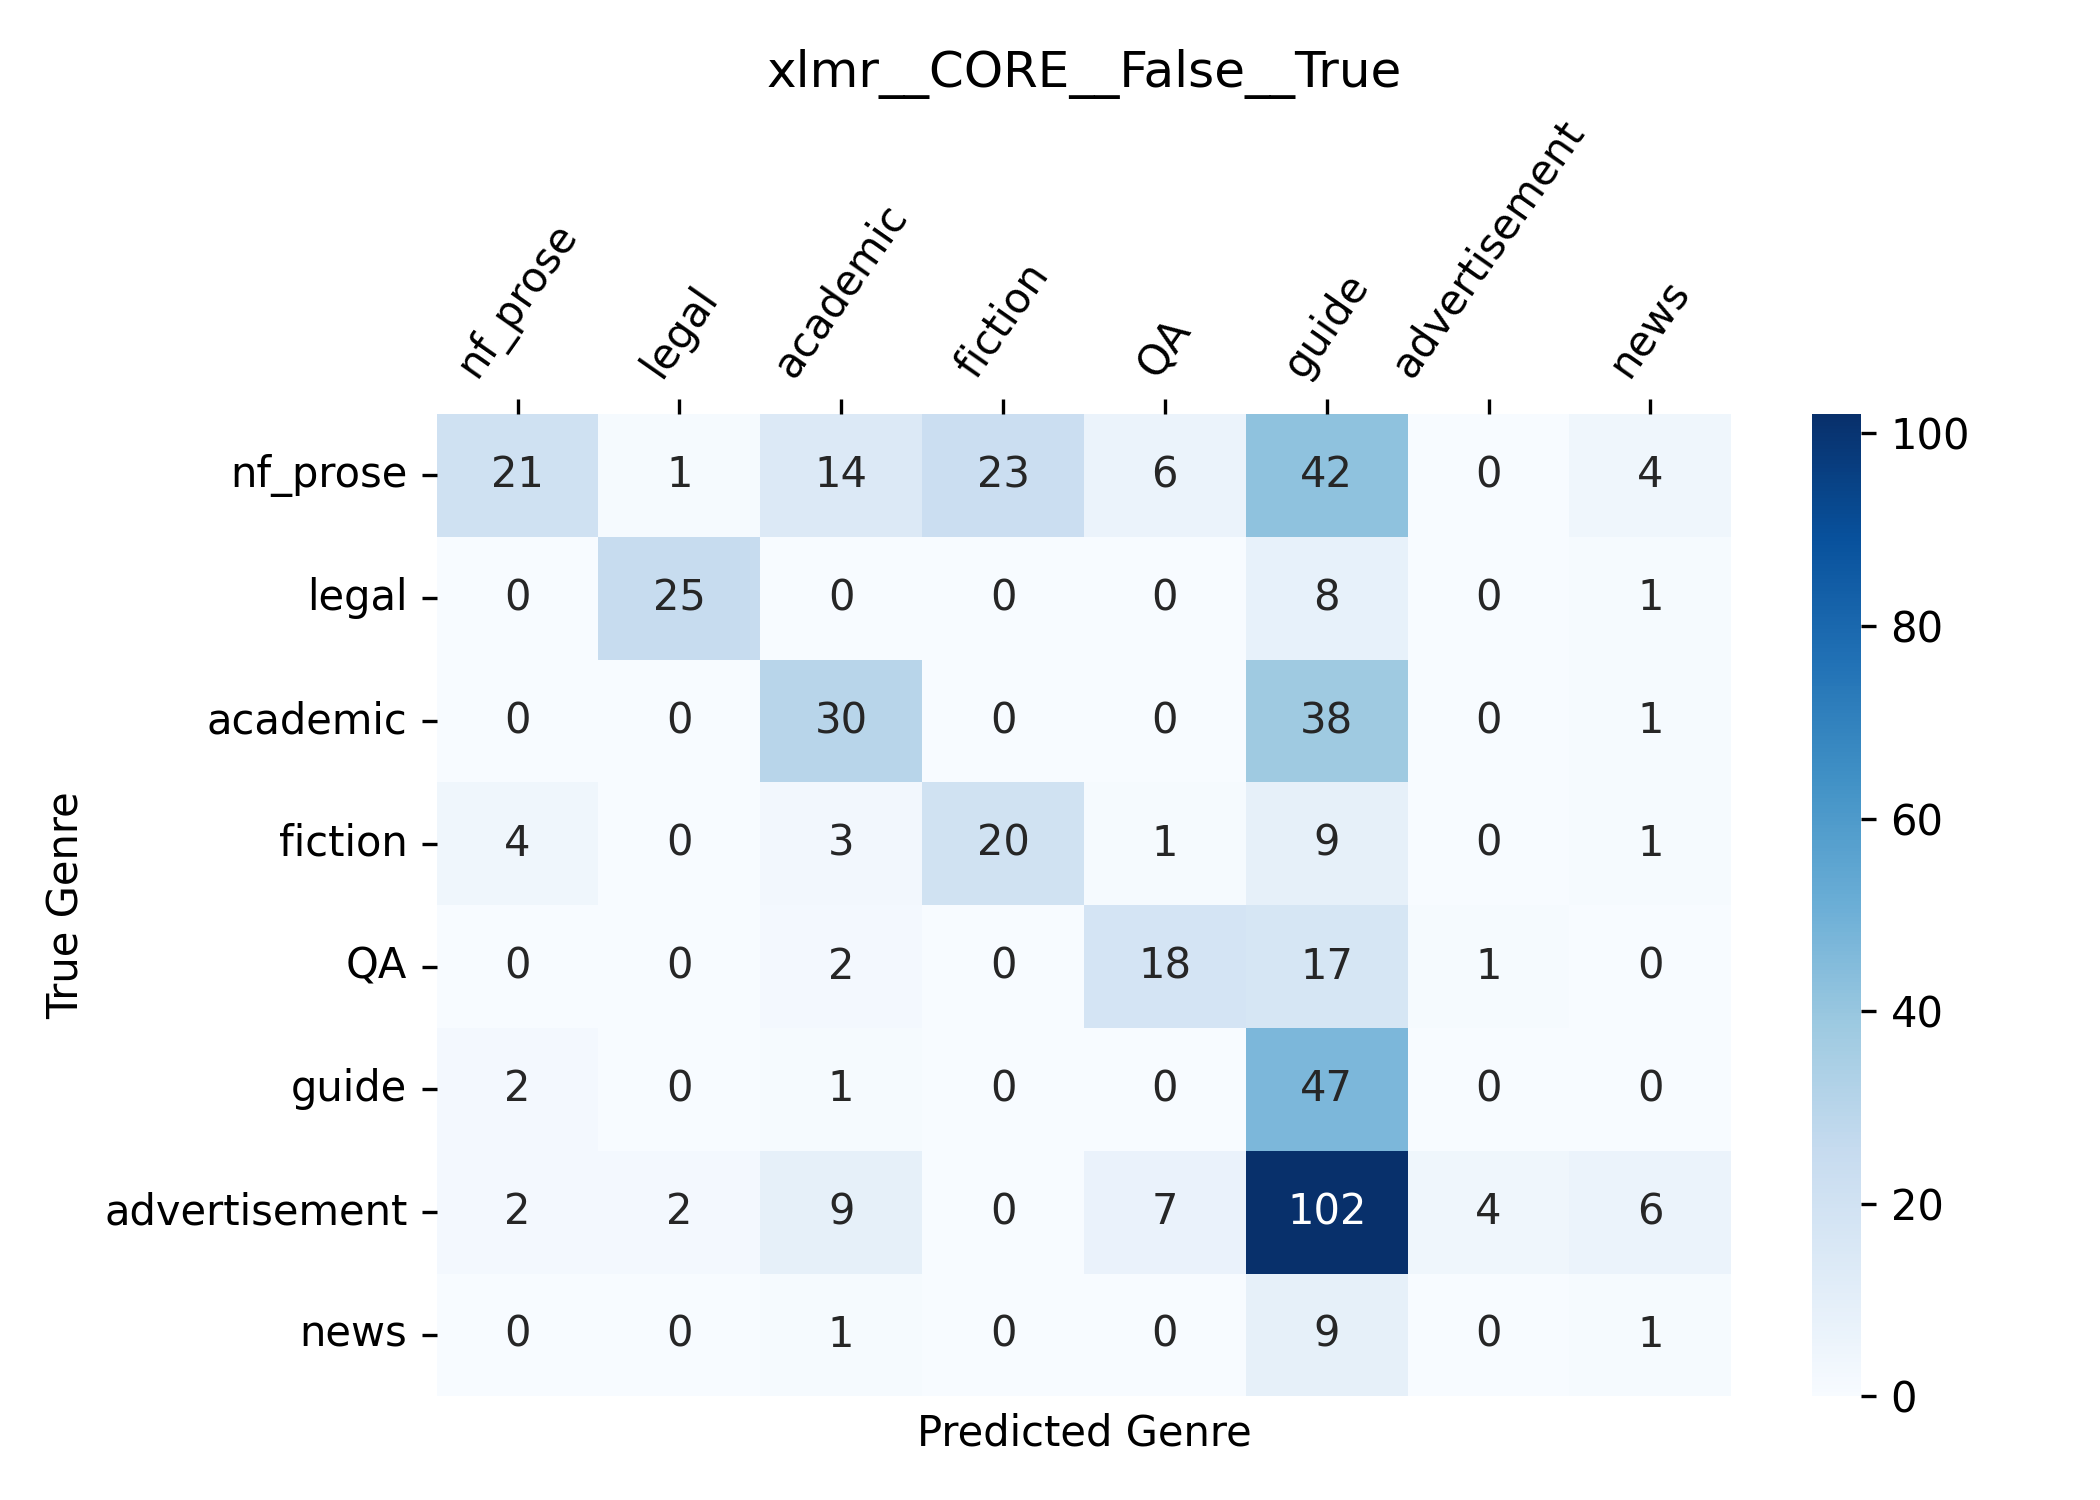 xlmr__CORE__False__True
nf_prose legal academic fiction QA guide advertisement news
nf_prose 21 1 14 23 6 42 0 4
legal 0 25 0 0 0 8 0 1
academic 0 0 30 0 0 38 0 1
fiction 4 0 3 20 1 9 0 1
QA 0 0 2 0 18 17 1 0
guide 2 0 1 0 0 47 0 0
advertisement 2 2 9 0 7 102 4 6
news 0 0 1 0 0 9 0 1
True Genre
Predicted Genre
100
80
60
40
20
0